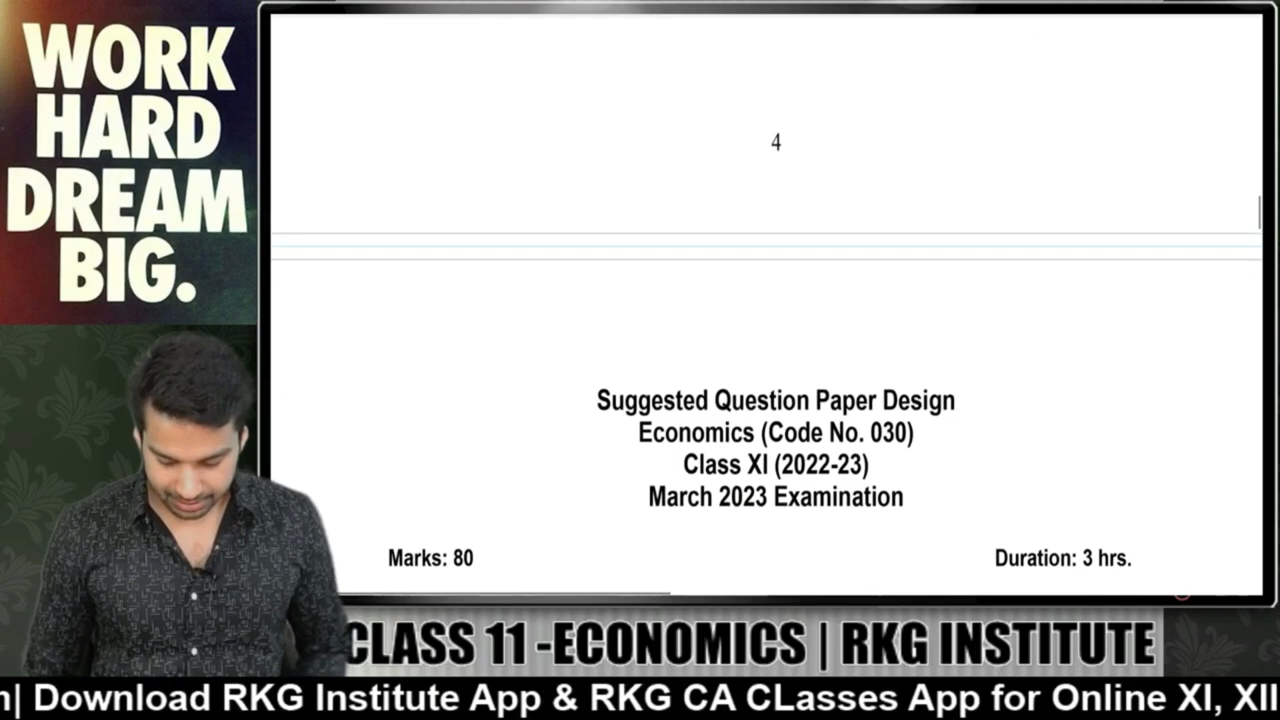 WORK
HARD
DREAM
BIG.
4
Suggested Question Paper Design
Economics (Code No. 030)
Class XI (2022-23)
March 2023 Examination
Marks: 80
Duration: 3 hrs.
CLASS 11 -ECONOMICS | RKG INSTITUTE
| Download RKG Institute App & RKG CA CLasses App for Online XI, XII